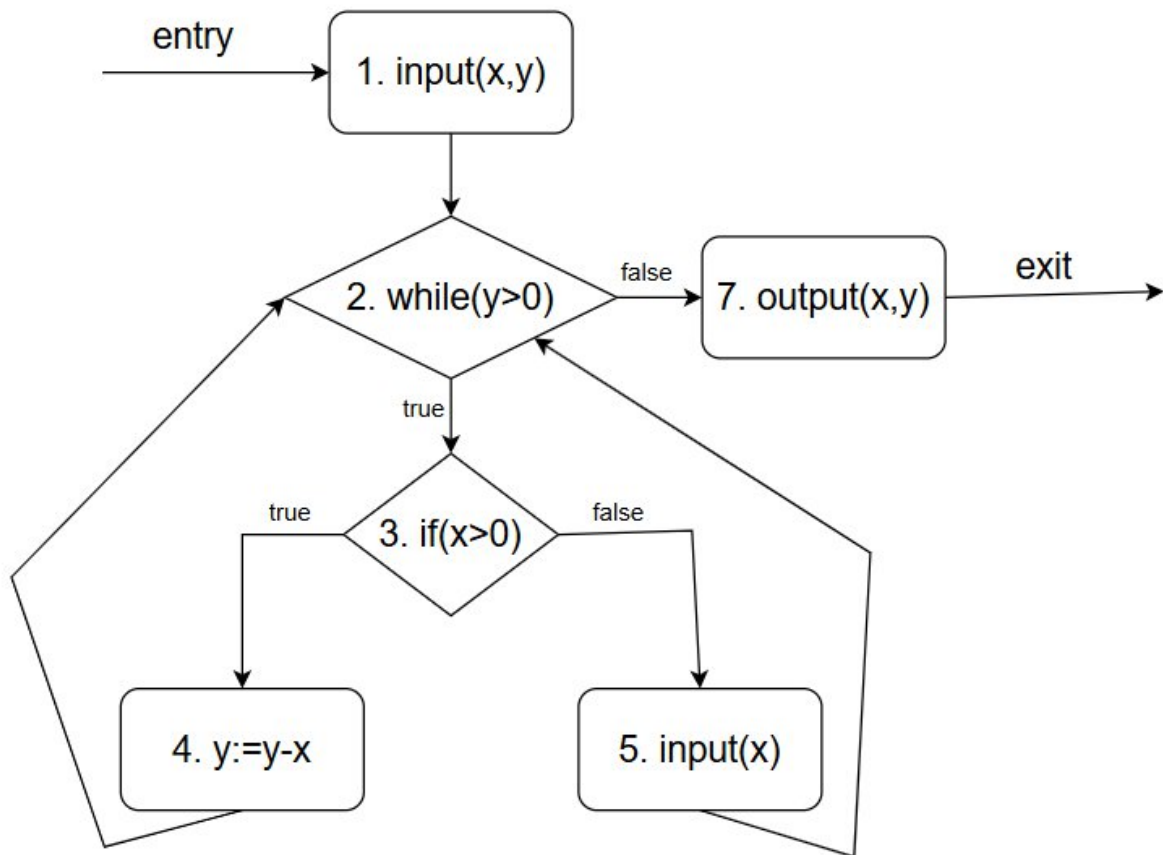 entry
1. input(x,y)
2. while(y>0)
false
7. output(x,y)
exit
true
3. if(x>0)
true
false
4. y:=y-x
5. input(x)